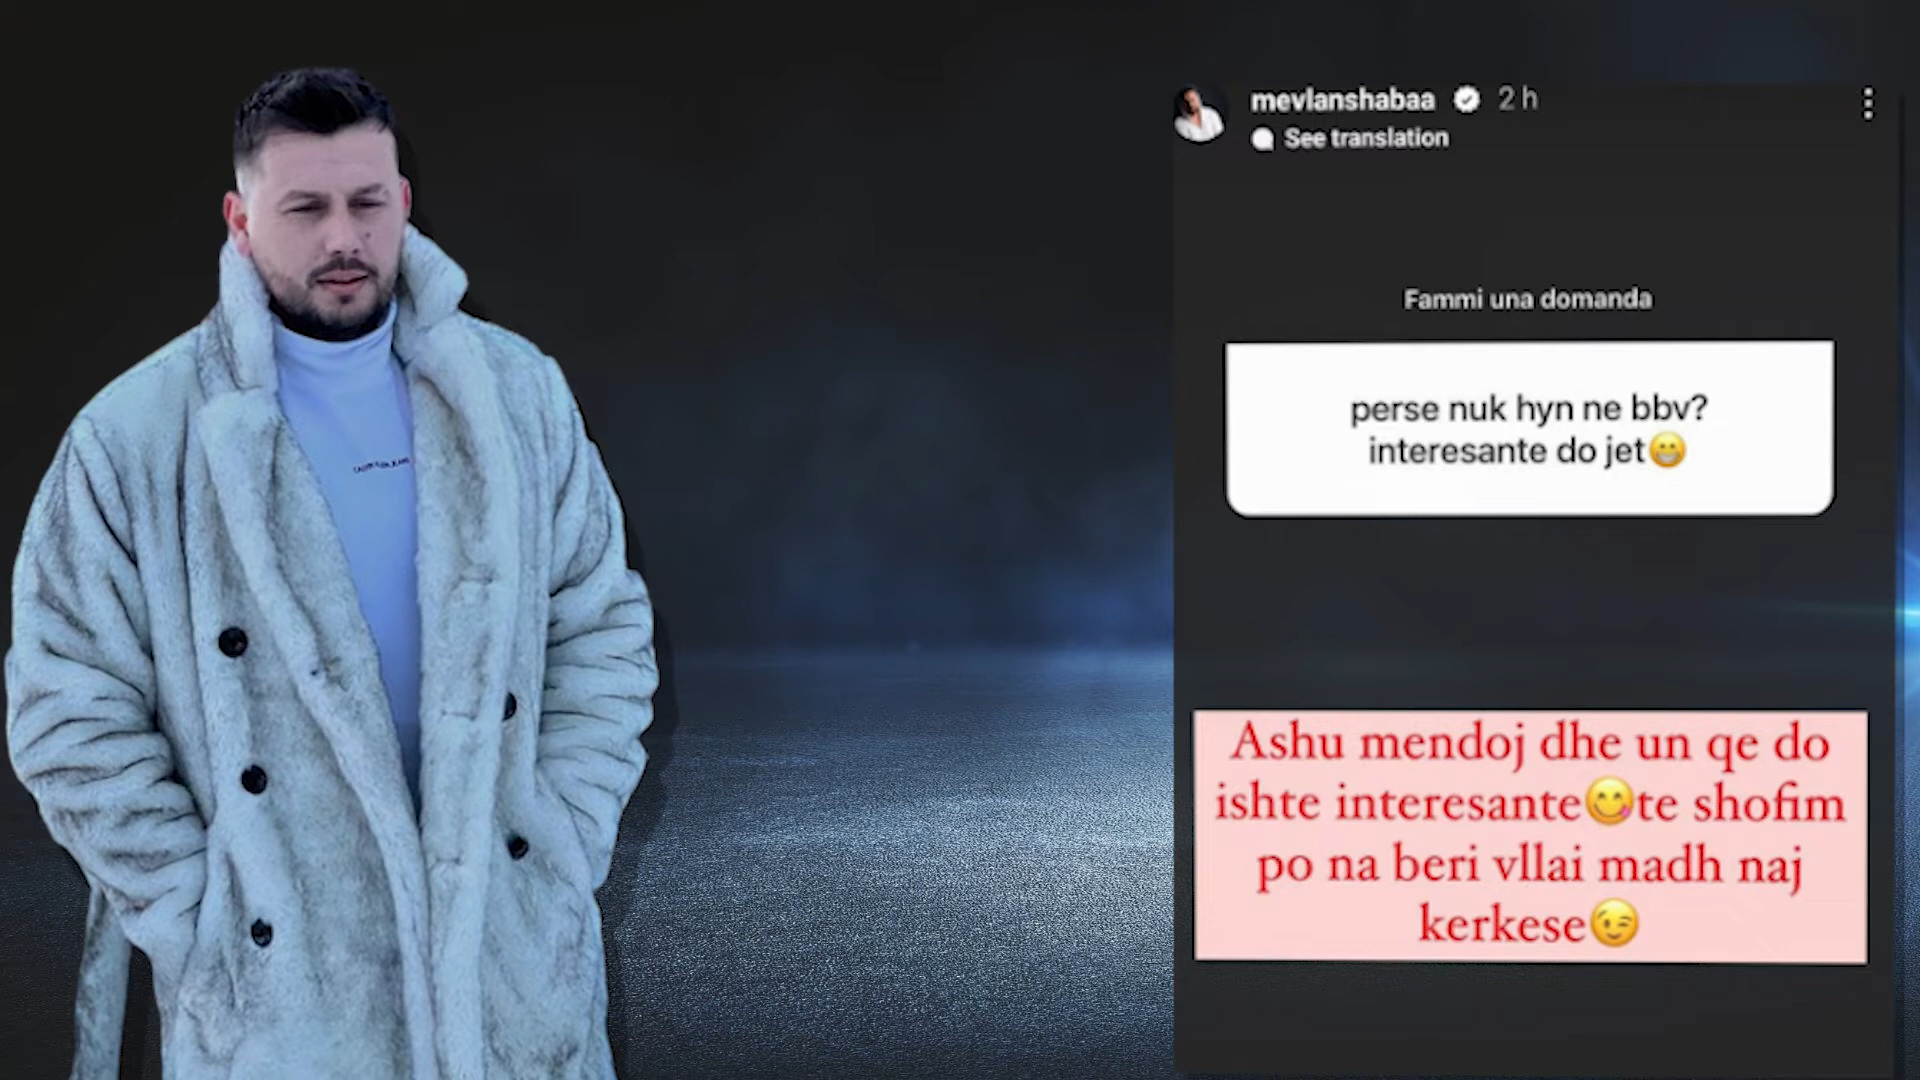 mevlanshabaa 2 h
See translation
Fammi una domanda
perse nuk hyn ne bbv?
interesante do jet😁
Ashu mendoj dhe un qe do
ishte interesante😋te shofim
po na beri vllai madh naj
kerkese😉